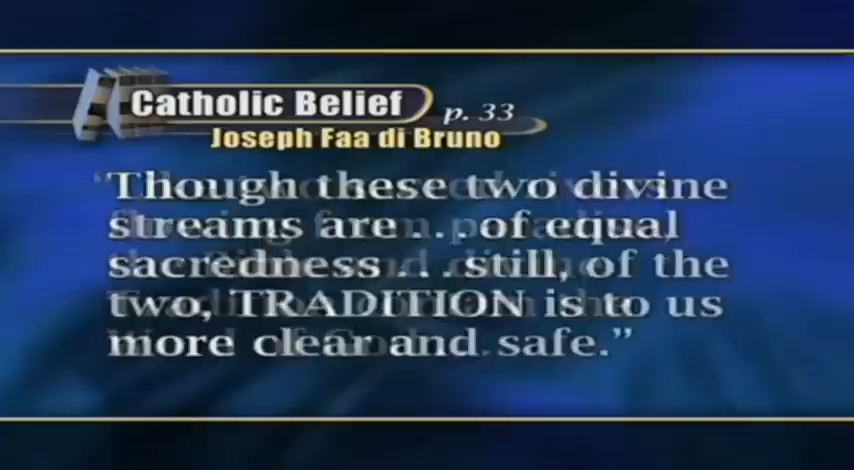 Catholic Belief p. 33
Joseph Faa di Bruno
Though these two divine
streams are . . . of equal
sacredness . . . still, of the
two, TRADITION is to us
more clear and safe.”